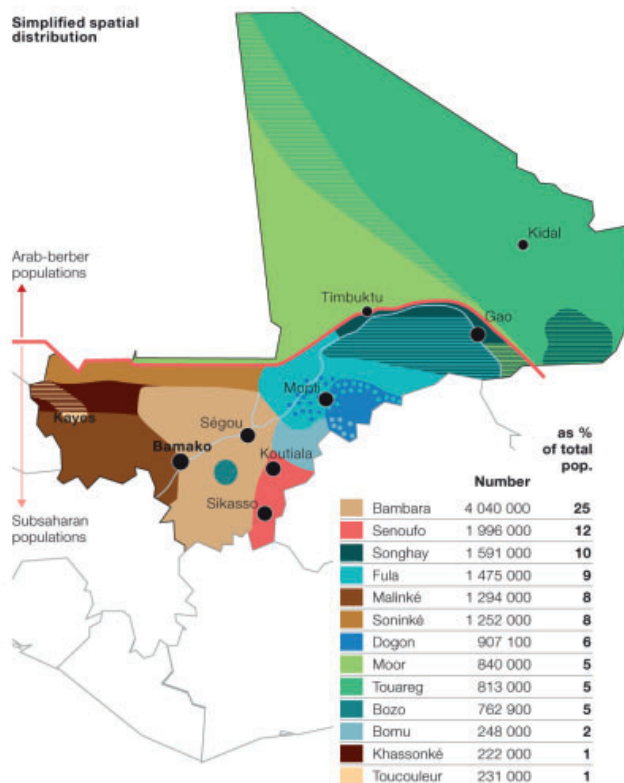 Simplified spatial
distribution
Kidal
Arab-berber
populations
Timbuktu
Gao
Mopti
Kayes
Ségou
Bamako
Koutiala
Sikasso
Subsaharan
populations
as %
of total
Number pop.
Bambara 4 040 000 25
Senoufo 1 996 000 12
Songhay 1 591 000 10
Fula 1 475 000 9
Malinké 1 294 000 8
Soninké 1 252 000 8
Dogon 907 100 6
Moor 840 000 5
Touareg 813 000 5
Bozo 762 900 5
Bomu 248 000 2
Khassonké 222 000 1
Toucouleur 231 000 1